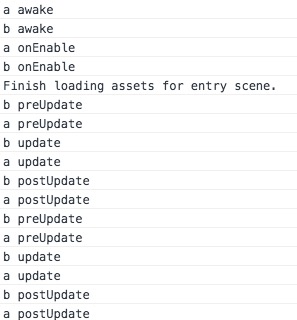 a awake
b awake
a onEnable
b onEnable
Finish loading assets for entry scene.
b preUpdate
a preUpdate
b update
a update
b postUpdate
a postUpdate
b preUpdate
a preUpdate
b update
a update
b postUpdate
a postUpdate